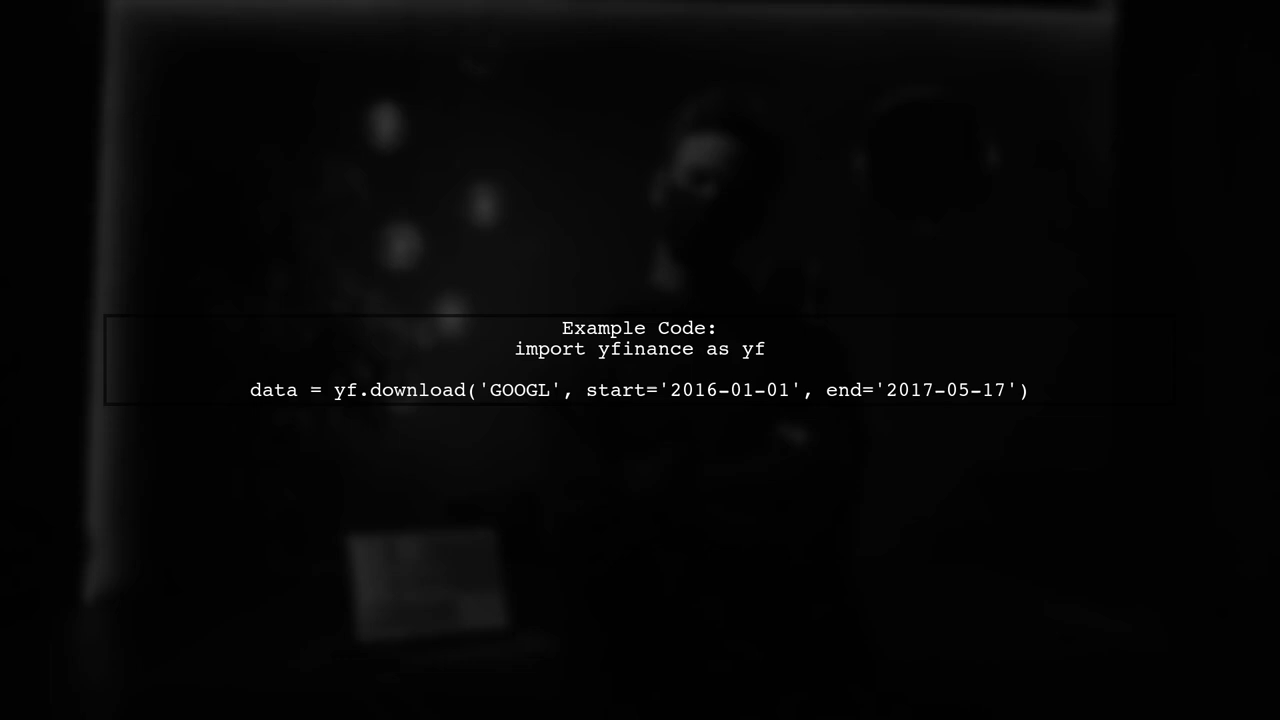 Example Code:
import yfinance as yf
data = yf.download('GOOGL', start='2016-01-01', end='2017-05-17')